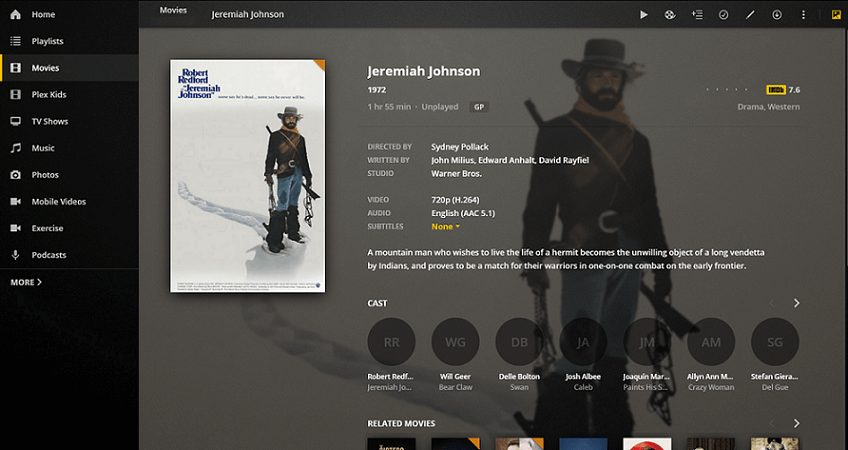 Home
Playlists
Movies
Plex Kids
TV Shows
Music
Photos
Mobile Videos
Exercise
Podcasts
MORE
Movies
Jeremiah Johnson
Robert
Redford
"Jeremiah
Johnson"
Jeremiah Johnson
1972
1 hr 55 min · Unplayed GP
IMDb 7.6
Drama, Western
DIRECTED BY Sydney Pollack
WRITTEN BY John Milius, Edward Anhalt, David Rayfiel
STUDIO Warner Bros.
VIDEO 720p (H.264)
AUDIO English (AAC 5.1)
SUBTITLES None
A mountain man who wishes to live the life of a hermit becomes the unwilling object of a long vendetta
by Indians, and proves to be a match for their warriors in one-on-one combat on the early frontier.
CAST
RR WG DB JA JM AM SG
Robert Redf... Will Geer Delle Bolton Josh Albee Joaquín Mar... Allyn Ann M... Stefan Giera...
Jeremiah Jo... Bear Claw Swan Caleb Paints His S... Crazy Woman Del Gue
RELATED MOVIES